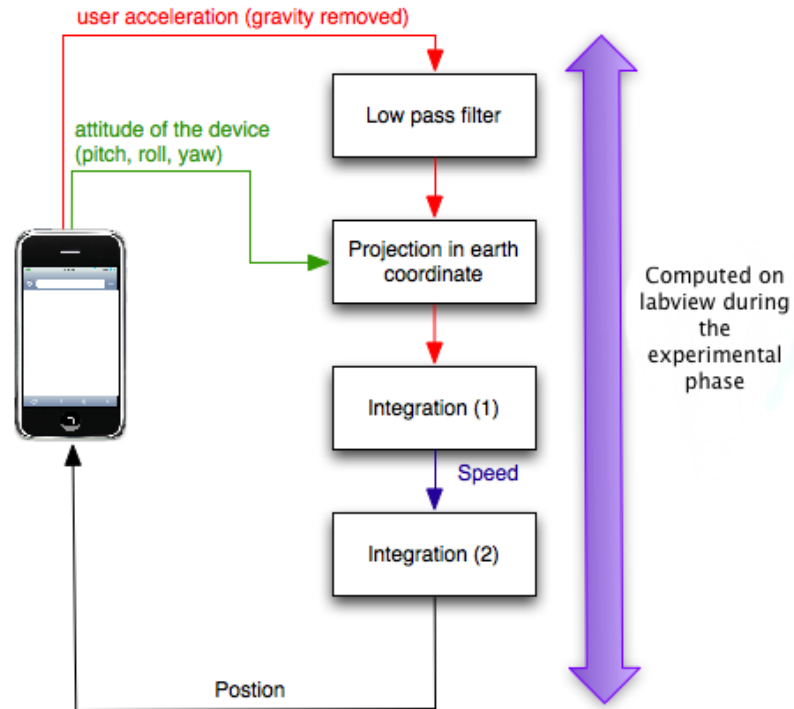 user acceleration (gravity removed)
Low pass filter
attitude of the device
(pitch, roll, yaw)
Projection in earth
coordinate
Computed on
labview during
the
experimental
phase
Integration (1)
Speed
Integration (2)
Postion